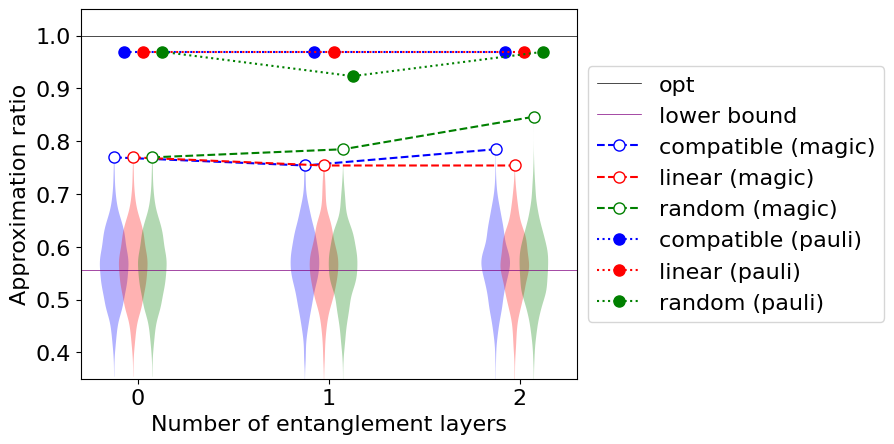 1.0
0.9
0.8
0.7
0.6
0.5
0.4
Approximation ratio
0 1 2
Number of entanglement layers
opt
lower bound
compatible (magic)
linear (magic)
random (magic)
compatible (pauli)
linear (pauli)
random (pauli)